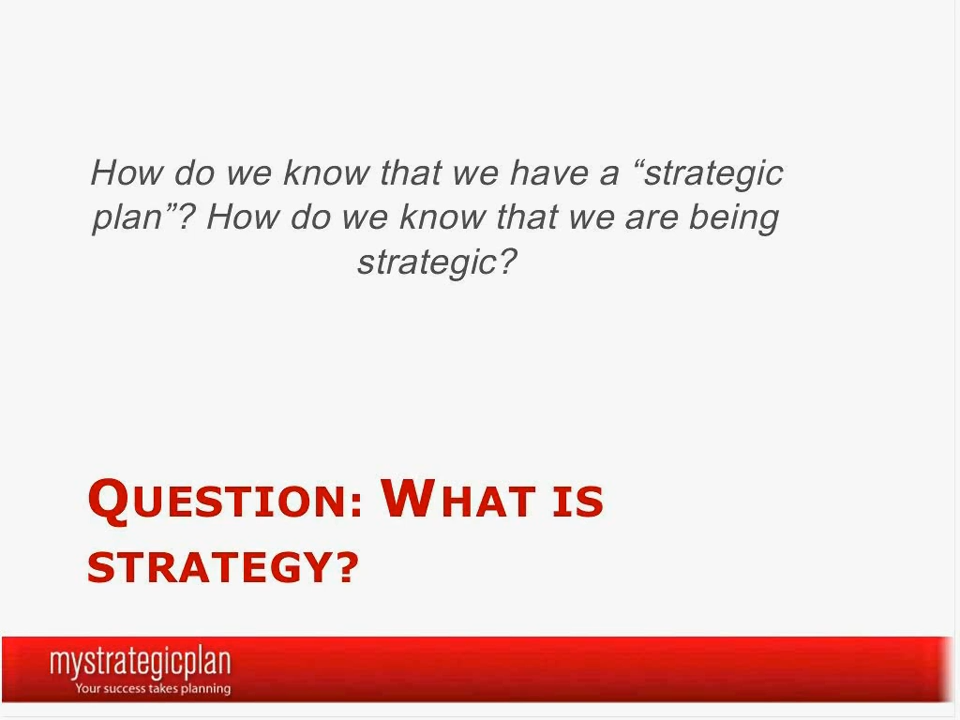 How do we know that we have a “strategic
plan”? How do we know that we are being
strategic?
QUESTION: WHAT IS
STRATEGY?
mystrategicplan
Your success takes planning